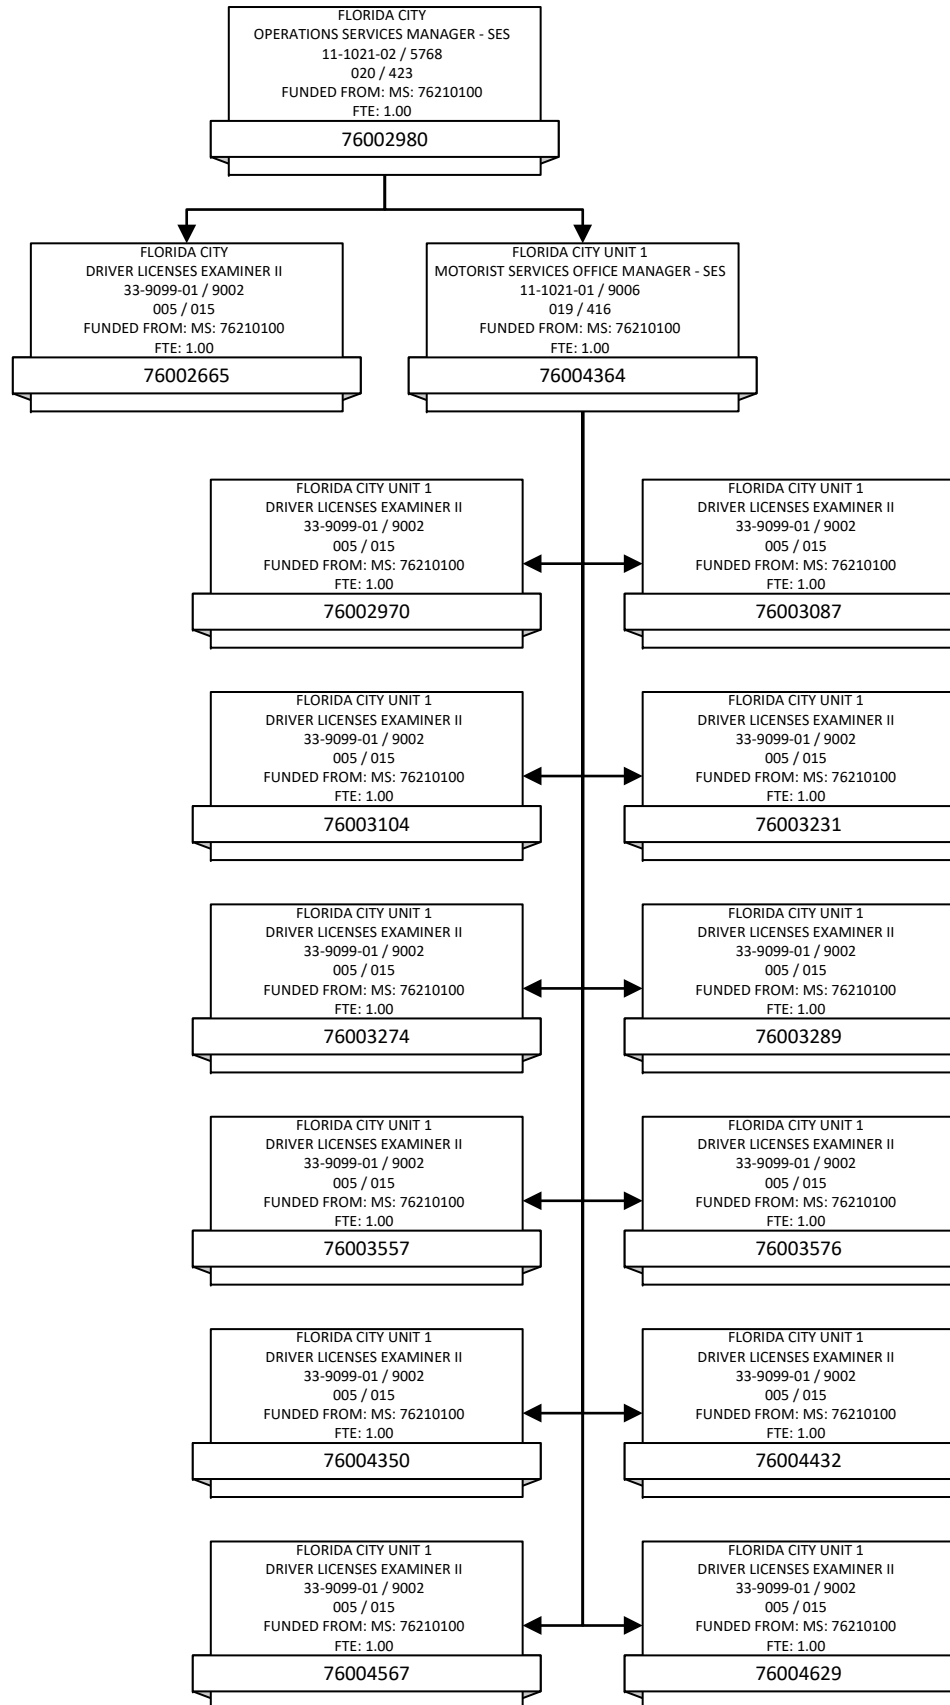 FLORIDA CITY
OPERATIONS SERVICES MANAGER - SES
11-1021-02 / 5768
020 / 423
FUNDED FROM: MS: 76210100
FTE: 1.00
76002980
FLORIDA CITY
DRIVER LICENSES EXAMINER II
33-9099-01 / 9002
005 / 015
FUNDED FROM: MS: 76210100
FTE: 1.00
76002665
FLORIDA CITY UNIT 1
MOTORIST SERVICES OFFICE MANAGER - SES
11-1021-01 / 9006
019 / 416
FUNDED FROM: MS: 76210100
FTE: 1.00
76004364
FLORIDA CITY UNIT 1
DRIVER LICENSES EXAMINER II
33-9099-01 / 9002
005 / 015
FUNDED FROM: MS: 76210100
FTE: 1.00
76002970
FLORIDA CITY UNIT 1
DRIVER LICENSES EXAMINER II
33-9099-01 / 9002
005 / 015
FUNDED FROM: MS: 76210100
FTE: 1.00
76003087
FLORIDA CITY UNIT 1
DRIVER LICENSES EXAMINER II
33-9099-01 / 9002
005 / 015
FUNDED FROM: MS: 76210100
FTE: 1.00
76003104
FLORIDA CITY UNIT 1
DRIVER LICENSES EXAMINER II
33-9099-01 / 9002
005 / 015
FUNDED FROM: MS: 76210100
FTE: 1.00
76003231
FLORIDA CITY UNIT 1
DRIVER LICENSES EXAMINER II
33-9099-01 / 9002
005 / 015
FUNDED FROM: MS: 76210100
FTE: 1.00
76003274
FLORIDA CITY UNIT 1
DRIVER LICENSES EXAMINER II
33-9099-01 / 9002
005 / 015
FUNDED FROM: MS: 76210100
FTE: 1.00
76003289
FLORIDA CITY UNIT 1
DRIVER LICENSES EXAMINER II
33-9099-01 / 9002
005 / 015
FUNDED FROM: MS: 76210100
FTE: 1.00
76003557
FLORIDA CITY UNIT 1
DRIVER LICENSES EXAMINER II
33-9099-01 / 9002
005 / 015
FUNDED FROM: MS: 76210100
FTE: 1.00
76003576
FLORIDA CITY UNIT 1
DRIVER LICENSES EXAMINER II
33-9099-01 / 9002
005 / 015
FUNDED FROM: MS: 76210100
FTE: 1.00
76004350
FLORIDA CITY UNIT 1
DRIVER LICENSES EXAMINER II
33-9099-01 / 9002
005 / 015
FUNDED FROM: MS: 76210100
FTE: 1.00
76004432
FLORIDA CITY UNIT 1
DRIVER LICENSES EXAMINER II
33-9099-01 / 9002
005 / 015
FUNDED FROM: MS: 76210100
FTE: 1.00
76004567
FLORIDA CITY UNIT 1
DRIVER LICENSES EXAMINER II
33-9099-01 / 9002
005 / 015
FUNDED FROM: MS: 76210100
FTE: 1.00
76004629